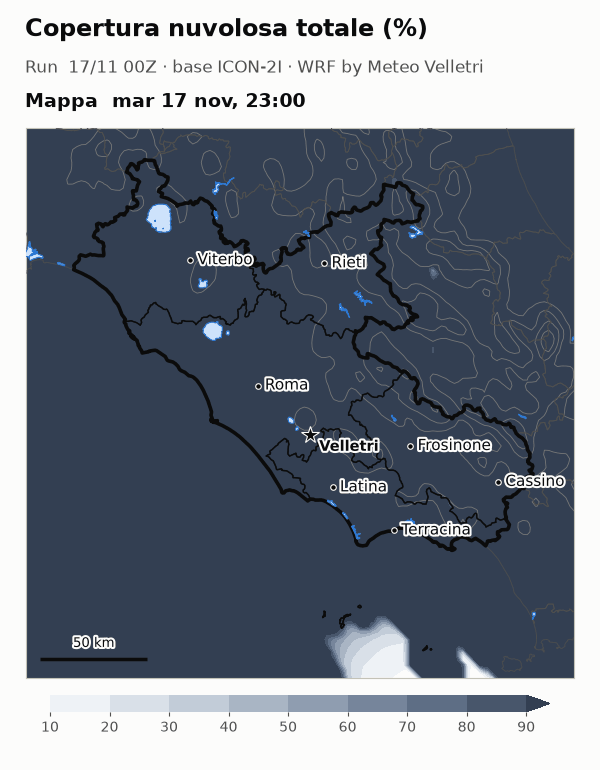 Copertura nuvolosa totale (%)
Run 17/11 00Z · base ICON-2I · WRF by Meteo Velletri
Mappa mar 17 nov, 23:00
Viterbo
Rieti
Roma
Velletri
Frosinone
Latina
Cassino
Terracina
50 km
10 20 30 40 50 60 70 80 90